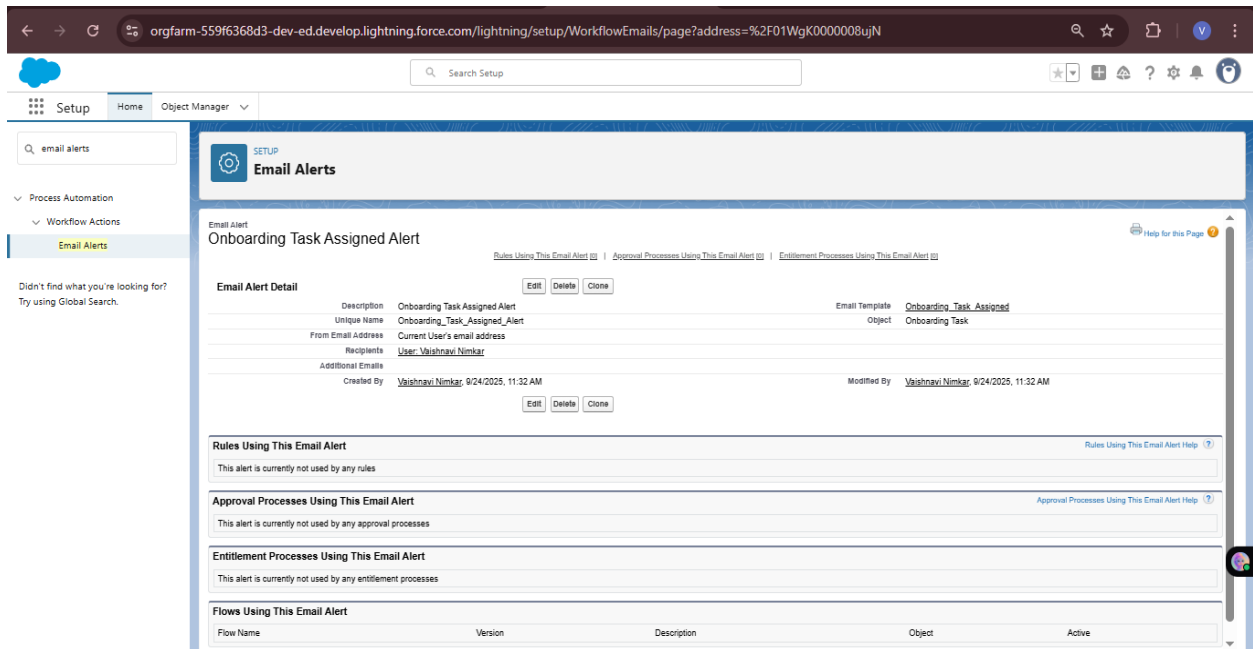 orgfarm-559f6368d3-dev-ed.develop.lightning.force.com/lightning/setup/WorkflowEmails/page?address=%2F01WgK0000008ujN
V
Search Setup
Setup
Home
Object Manager
email alerts
Process Automation
Workflow Actions
Email Alerts
Didn't find what you're looking for?
Try using Global Search.
SETUP
Email Alerts
Email Alert
Onboarding Task Assigned Alert
Help for this Page
Rules Using This Email Alert [0] | Approval Processes Using This Email Alert [0] | Entitlement Processes Using This Email Alert [0]
Email Alert Detail
Edit Delete Clone
Description Onboarding Task Assigned Alert Email Template Onboarding_Task_Assigned
Unique Name Onboarding_Task_Assigned_Alert Object Onboarding Task
From Email Address Current User's email address
Recipients User: Vaishnavi Nimkar
Additional Emails
Created By Vaishnavi Nimkar, 9/24/2025, 11:32 AM Modified By Vaishnavi Nimkar, 9/24/2025, 11:32 AM
Edit Delete Clone
Rules Using This Email Alert Rules Using This Email Alert Help ?
This alert is currently not used by any rules
Approval Processes Using This Email Alert Approval Processes Using This Email Alert Help ?
This alert is currently not used by any approval processes
Entitlement Processes Using This Email Alert
This alert is currently not used by any entitlement processes
Flows Using This Email Alert
Flow Name Version Description Object Active